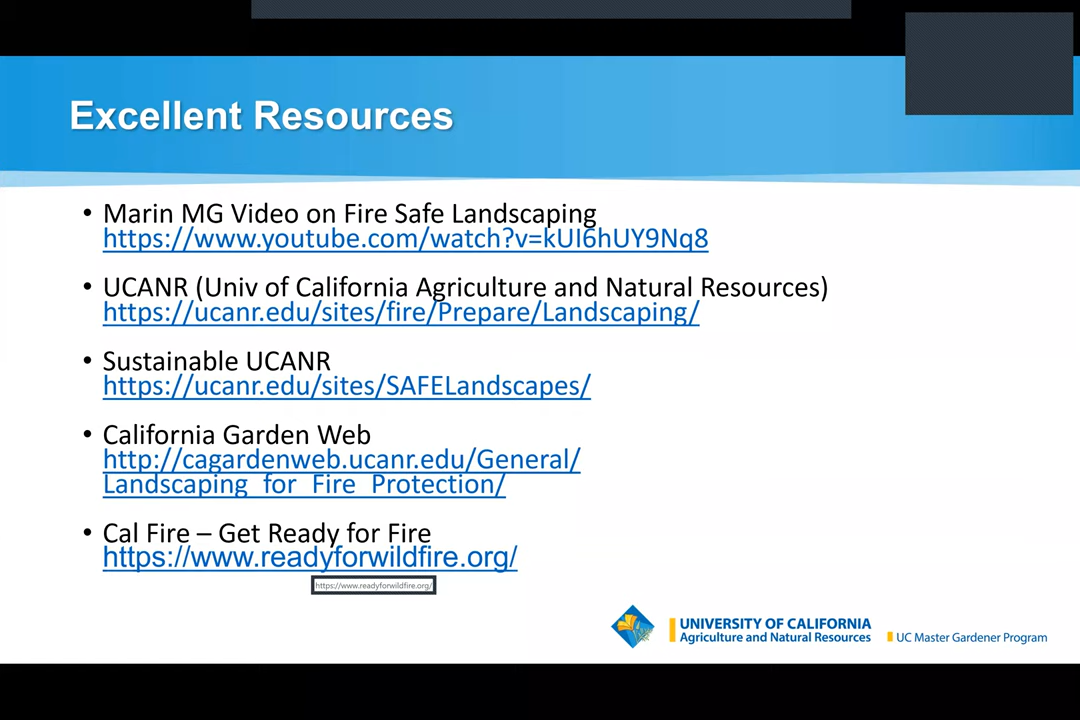 Excellent Resources
• Marin MG Video on Fire Safe Landscaping
https://www.youtube.com/watch?v=kUI6hUY9Nq8
• UCANR (Univ of California Agriculture and Natural Resources)
https://ucanr.edu/sites/fire/Prepare/Landscaping/
• Sustainable UCANR
https://ucanr.edu/sites/SAFELandscapes/
• California Garden Web
http://cagardenweb.ucanr.edu/General/
Landscaping_for_Fire_Protection/
• Cal Fire – Get Ready for Fire
https://www.readyforwildfire.org/
https://www.readyforwildfire.org/
UNIVERSITY OF CALIFORNIA
Agriculture and Natural Resources
UC Master Gardener Program